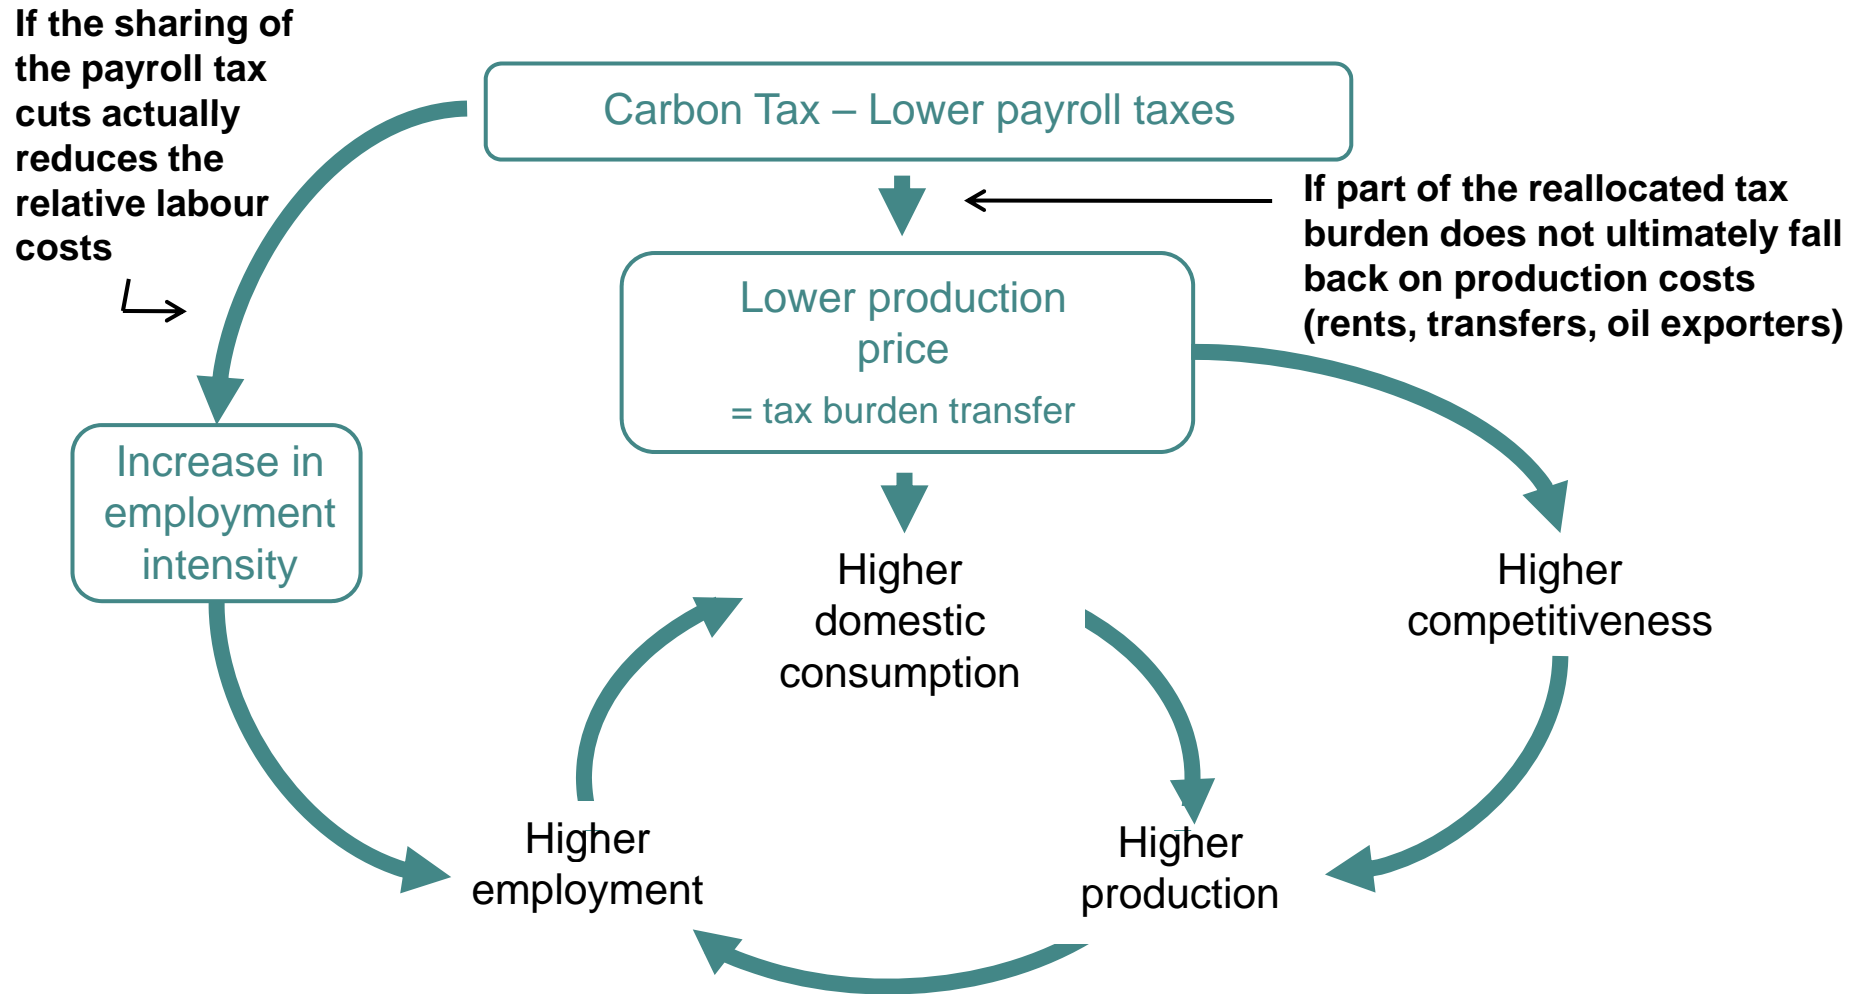 If the sharing of
the payroll tax
cuts actually
reduces the
relative labour
costs
Carbon Tax – Lower payroll taxes
If part of the reallocated tax
burden does not ultimately fall
back on production costs
(rents, transfers, oil exporters)
Lower production
price
= tax burden transfer
Increase in
employment
intensity
Higher
domestic
consumption
Higher
competitiveness
Higher
employment
Higher
production